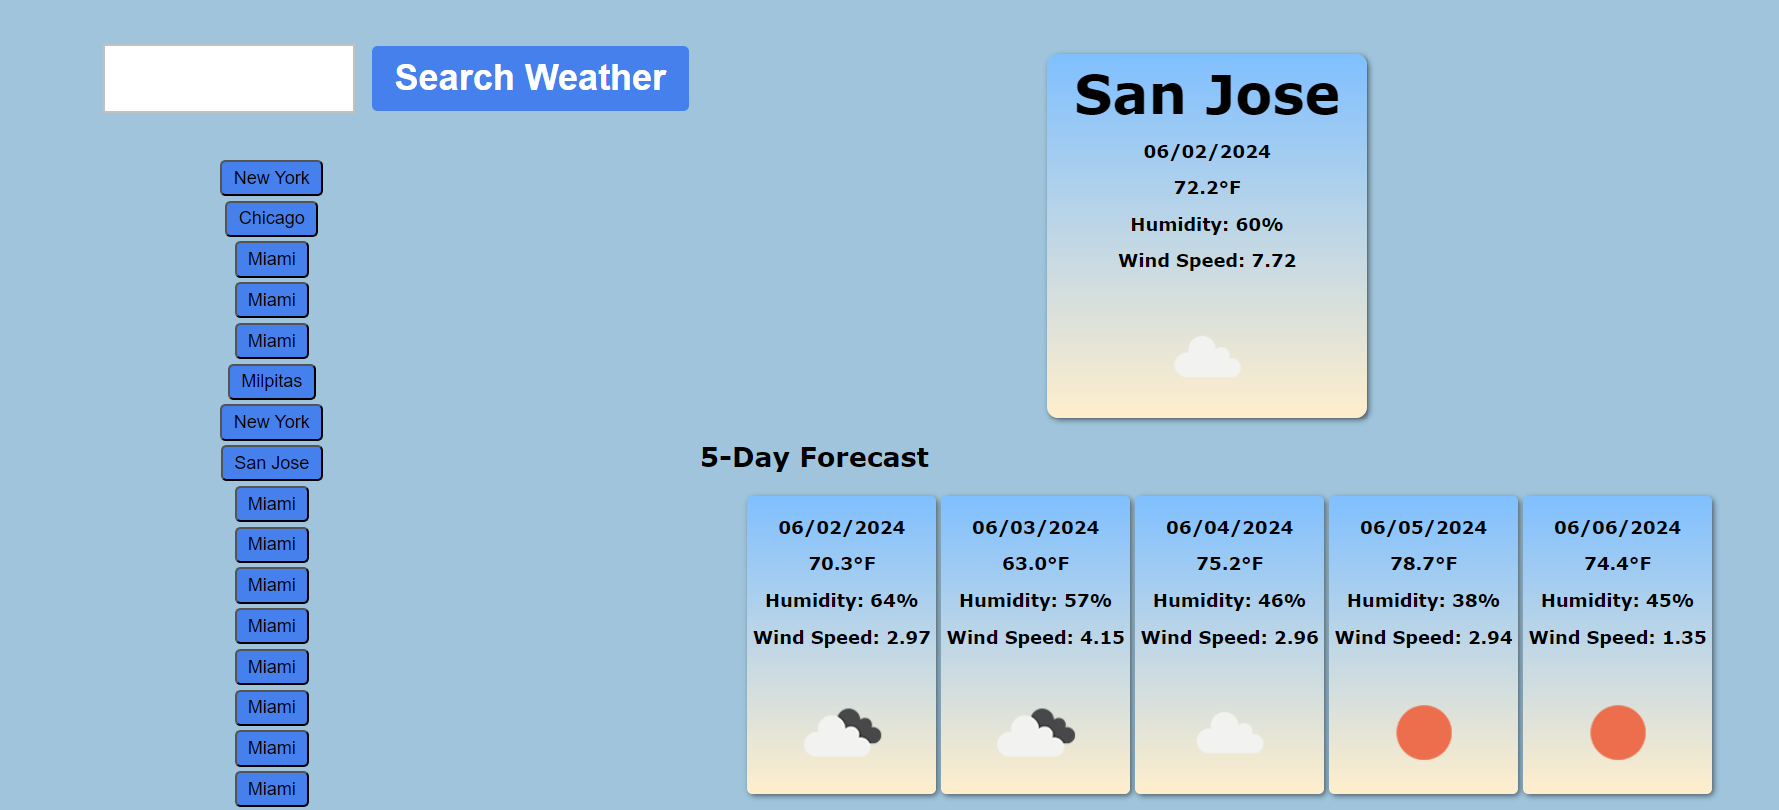 Search Weather
New York
Chicago
Miami
Miami
Miami
Milpitas
New York
San Jose
Miami
Miami
Miami
Miami
Miami
Miami
Miami
Miami
San Jose
06/02/2024
72.2°F
Humidity: 60%
Wind Speed: 7.72
5-Day Forecast
06/02/2024
70.3°F
Humidity: 64%
Wind Speed: 2.97
06/03/2024
63.0°F
Humidity: 57%
Wind Speed: 4.15
06/04/2024
75.2°F
Humidity: 46%
Wind Speed: 2.96
06/05/2024
78.7°F
Humidity: 38%
Wind Speed: 2.94
06/06/2024
74.4°F
Humidity: 45%
Wind Speed: 1.35